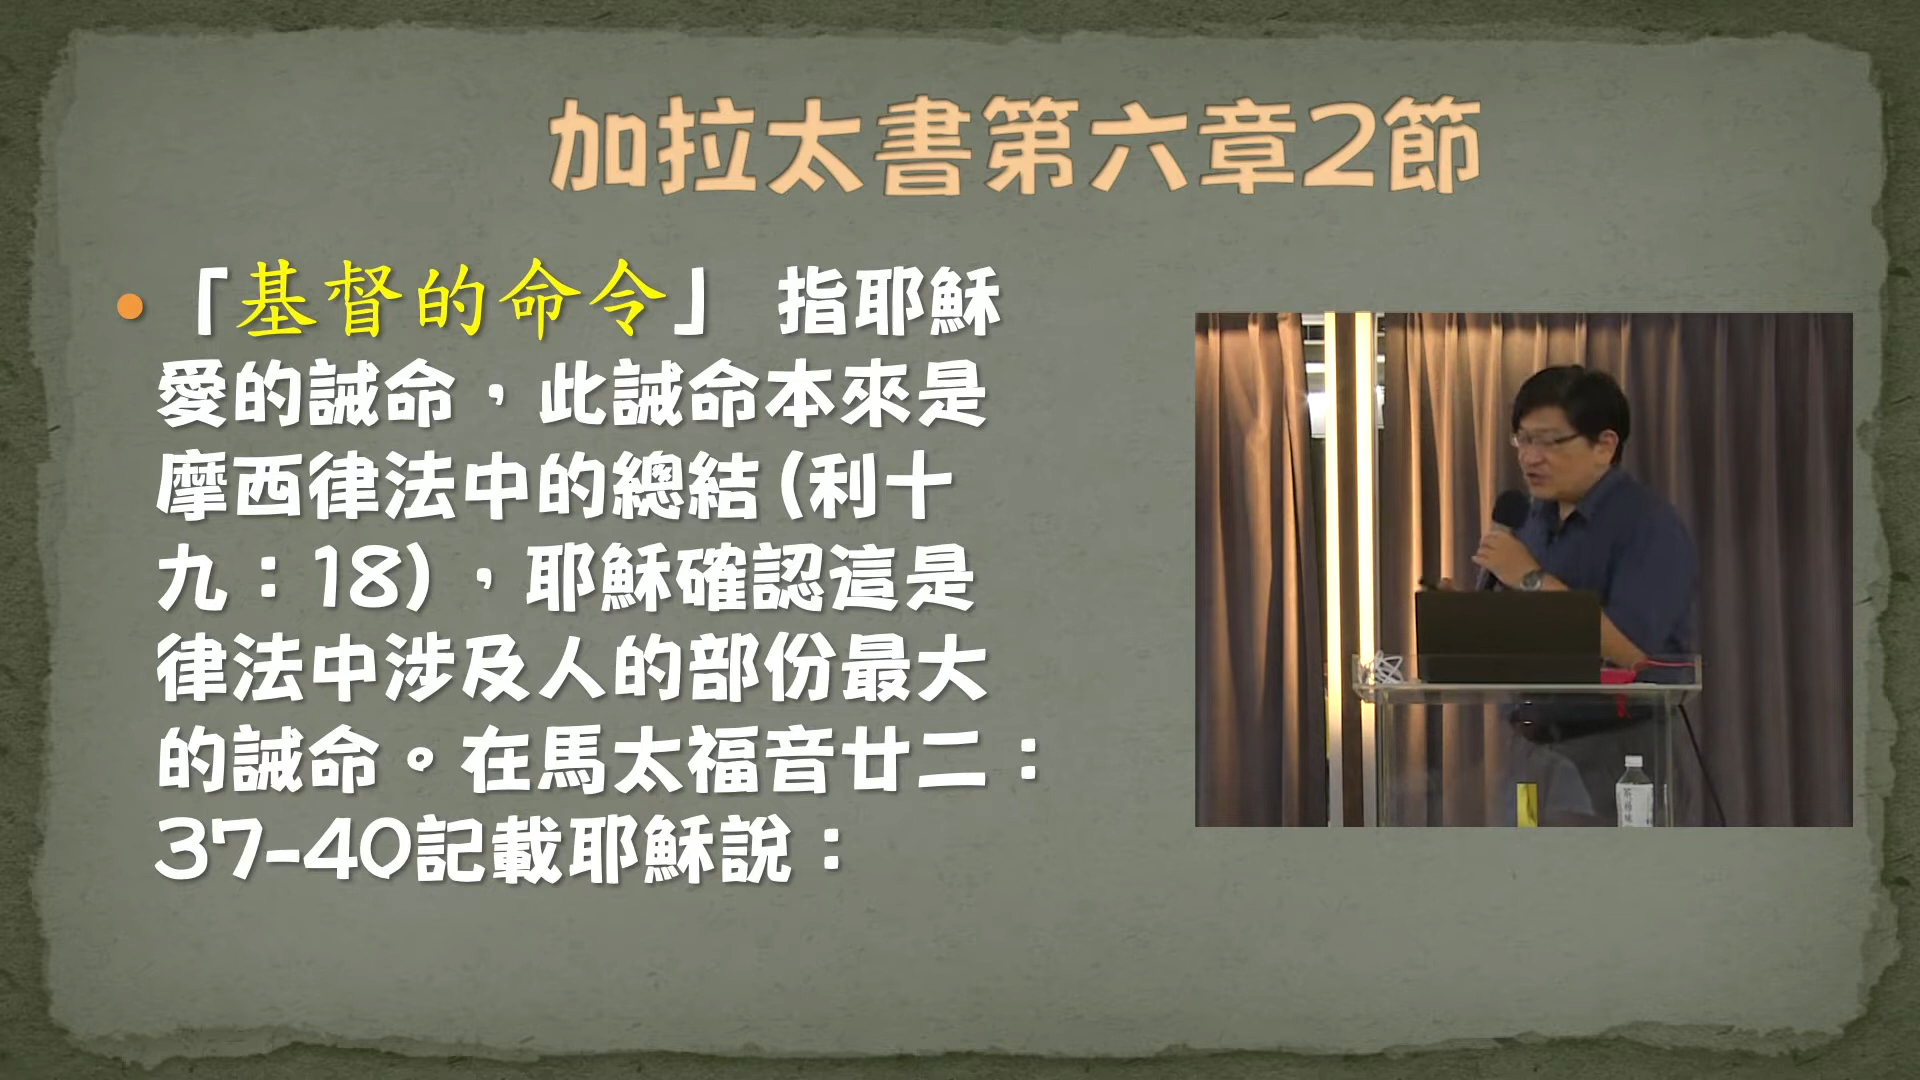 加拉太書第六章2節
•「基督的命令」 指耶穌
愛的誡命，此誡命本來是
摩西律法中的總結(利十
九：18)，耶穌確認這是
律法中涉及人的部份最大
的誡命。在馬太福音廿二：
37-40記載耶穌說：